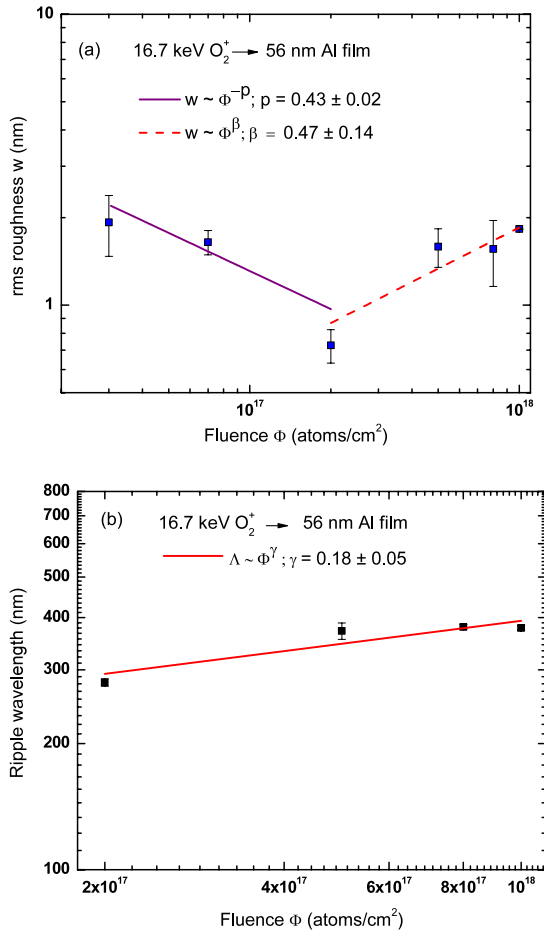 10
(a)
16.7 keV O₂⁺ → 56 nm Al film
w ~ Φ^-p; p = 0.43 ± 0.02
w ~ Φ^β; β = 0.47 ± 0.14
rms roughness w (nm)
1
10^17
10^18
Fluence Φ (atoms/cm²)
800
(b)
16.7 keV O₂⁺ → 56 nm Al film
700
600
Λ ~ Φ^γ; γ = 0.18 ± 0.05
500
400
300
200
100
Ripple wavelength (nm)
2x10^17
4x10^17
6x10^17
8x10^17
10^18
Fluence Φ (atoms/cm²)